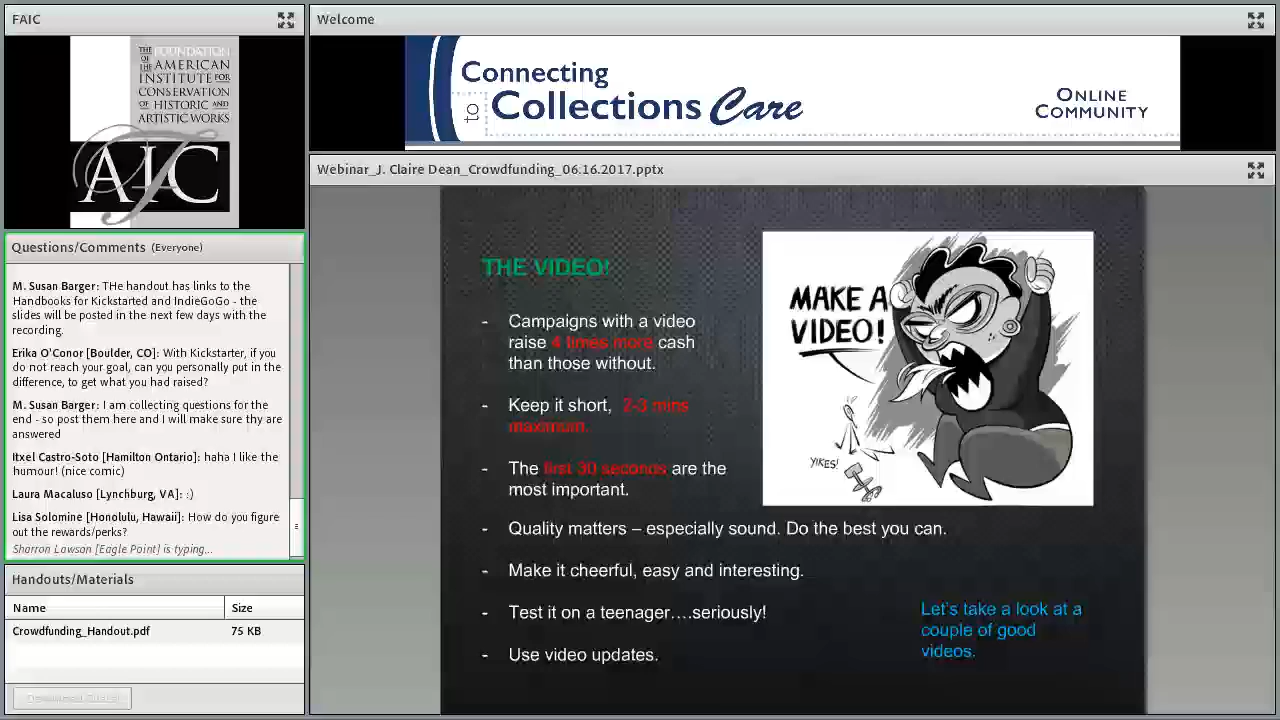 FAIC
THE FOUNDATION
OF THE AMERICAN
INSTITUTE FOR
CONSERVATION
OF HISTORIC AND
ARTISTIC WORKS
AIC
Welcome
Connecting
to Collections Care
ONLINE
COMMUNITY
Questions/Comments (Everyone)
M. Susan Barger: THe handout has links to the
Handbooks for Kickstarted and IndieGoGo - the
slides will be posted in the next few days with the
recording.
Erika O'Conor [Boulder, CO]: With Kickstarter, if you
do not reach your goal, can you personally put in the
difference, to get what you had raised?
M. Susan Barger: I am collecting questions for the
end - so post them here and I will make sure thy are
answered
Itxel Castro-Soto [Hamilton Ontario]: haha I like the
humour! (nice comic)
Laura Macaluso [Lynchburg, VA]: :)
Lisa Solomine [Honolulu, Hawaii]: How do you figure
out the rewards/perks?
Sharron Lawson [Eagle Point] is typing...
Handouts/Materials
Name Size
Crowdfunding_Handout.pdf 75 KB
Webinar_J. Claire Dean_Crowdfunding_06.16.2017.pptx
THE VIDEO!
- Campaigns with a video
raise 4 times more cash
than those without.
- Keep it short, 2-3 mins
maximum.
- The first 30 seconds are the
most important.
- Quality matters – especially sound. Do the best you can.
- Make it cheerful, easy and interesting.
- Test it on a teenager….seriously!
- Use video updates.
MAKE A
VIDEO!
YIKES!
Let's take a look at a
couple of good
videos.